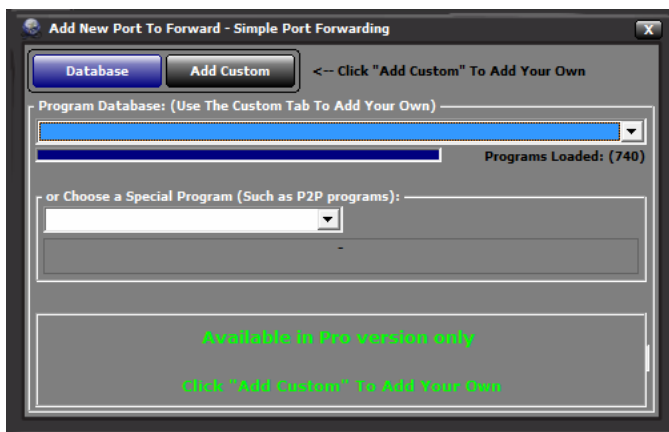 Add New Port To Forward - Simple Port Forwarding
X
Database Add Custom <-- Click "Add Custom" To Add Your Own
Program Database: (Use The Custom Tab To Add Your Own)
Programs Loaded: (740)
or Choose a Special Program (Such as P2P programs):
-
Available in Pro version only
Click "Add Custom" To Add Your Own